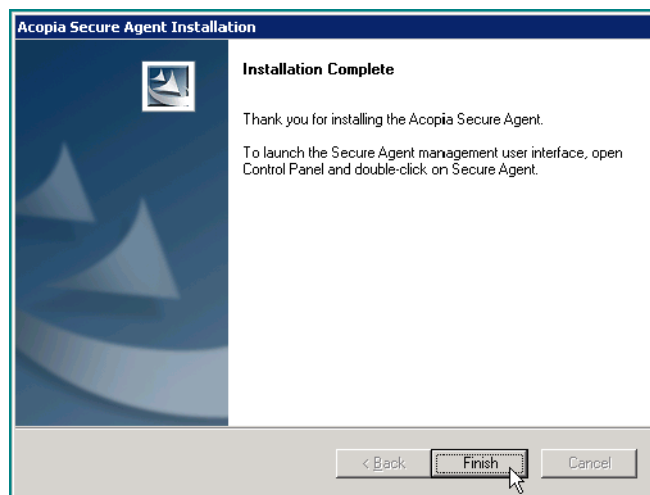 Acopia Secure Agent Installation
Installation Complete
Thank you for installing the Acopia Secure Agent.
To launch the Secure Agent management user interface, open
Control Panel and double-click on Secure Agent.
< Back
Finish
Cancel